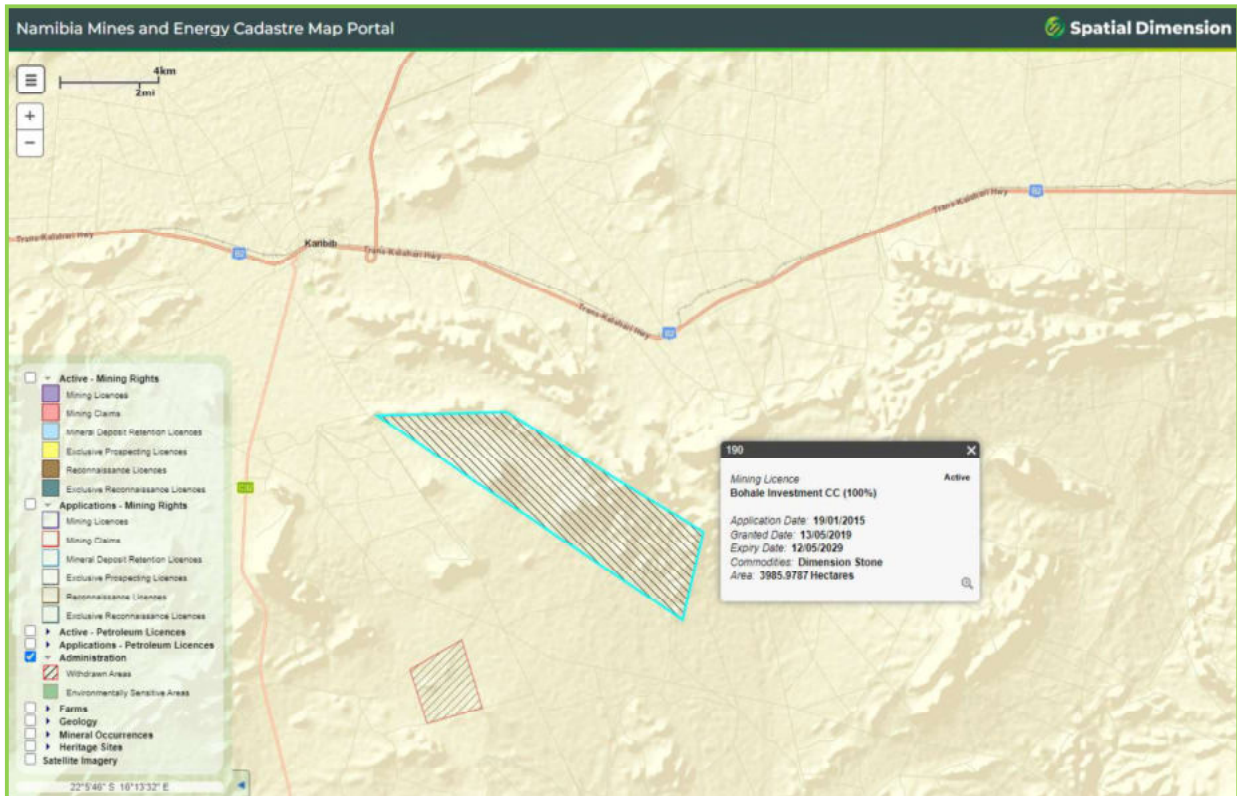 Namibia Mines and Energy Cadastre Map Portal
Spatial Dimension
4km
2mi
+
−
Trans-Kalahari Hwy
B2
Karibib
Trans-Kalahari Hwy
Trans-Kalahari Hwy
B2
Trans-Kalahari Hwy
B2
C32
190
Mining Licence Active
Bohale Investment CC (100%)
Application Date: 19/01/2015
Granted Date: 13/05/2019
Expiry Date: 12/05/2029
Commodities: Dimension Stone
Area: 3985.9787 Hectares
Active - Mining Rights
Mining Licences
Mining Claims
Mineral Deposit Retention Licences
Exclusive Prospecting Licences
Reconnaissance Licences
Exclusive Reconnaissance Licences
Applications - Mining Rights
Mining Licences
Mining Claims
Mineral Deposit Retention Licences
Exclusive Prospecting Licences
Reconnaissance Licences
Exclusive Reconnaissance Licences
Active - Petroleum Licences
Applications - Petroleum Licences
Administration
Withdrawn Areas
Environmentally Sensitive Areas
Farms
Geology
Mineral Occurrences
Heritage Sites
Satellite Imagery
22°5'46" S 16°13'32" E